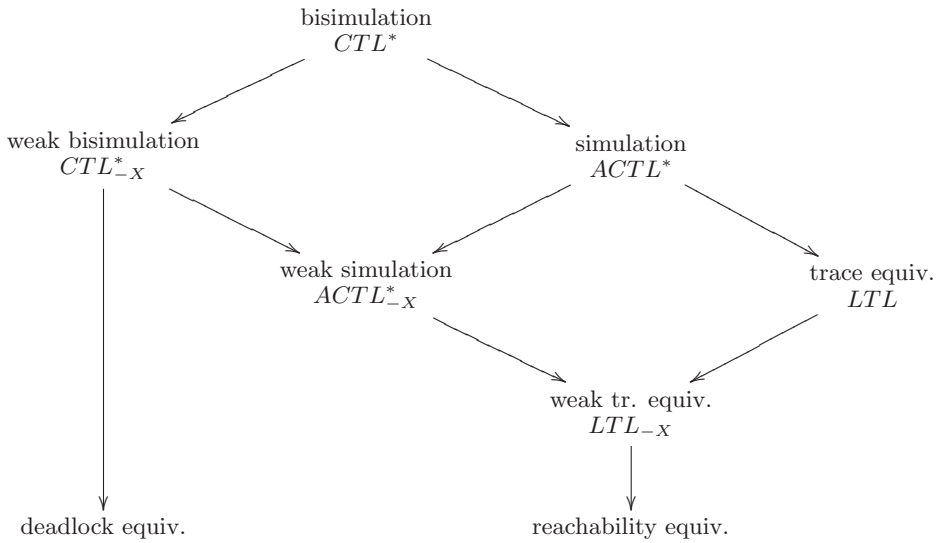 bisimulation
CTL*
weak bisimulation
CTL*₋X
simulation
ACTL*
weak simulation
ACTL*₋X
trace equiv.
LTL
weak tr. equiv.
LTL₋X
deadlock equiv.
reachability equiv.